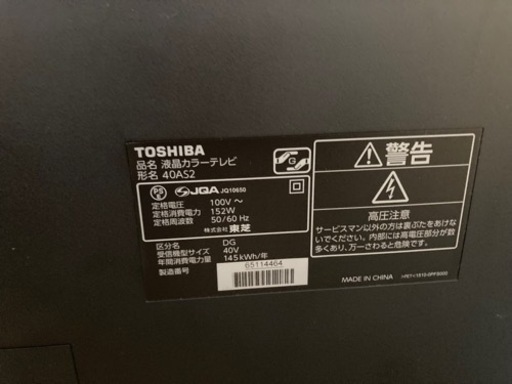 TOSHIBA
品名 液晶カラーテレビ
形名 40AS2
PS E JQA JQ10650
定格電圧 100V～
定格消費電力 152W
定格周波数 50/60 Hz
株式会社 東芝
区分 DG
受信機型サイズ 40V
年間消費電力量 145kWh/年
製造番号 65114464
G
警告
高圧注意
サービスマン以外の方は裏ぶたをあけな
いでください。内部には高電圧部分が数
多くあり、万一さわると危険です。
MADE IN CHINA